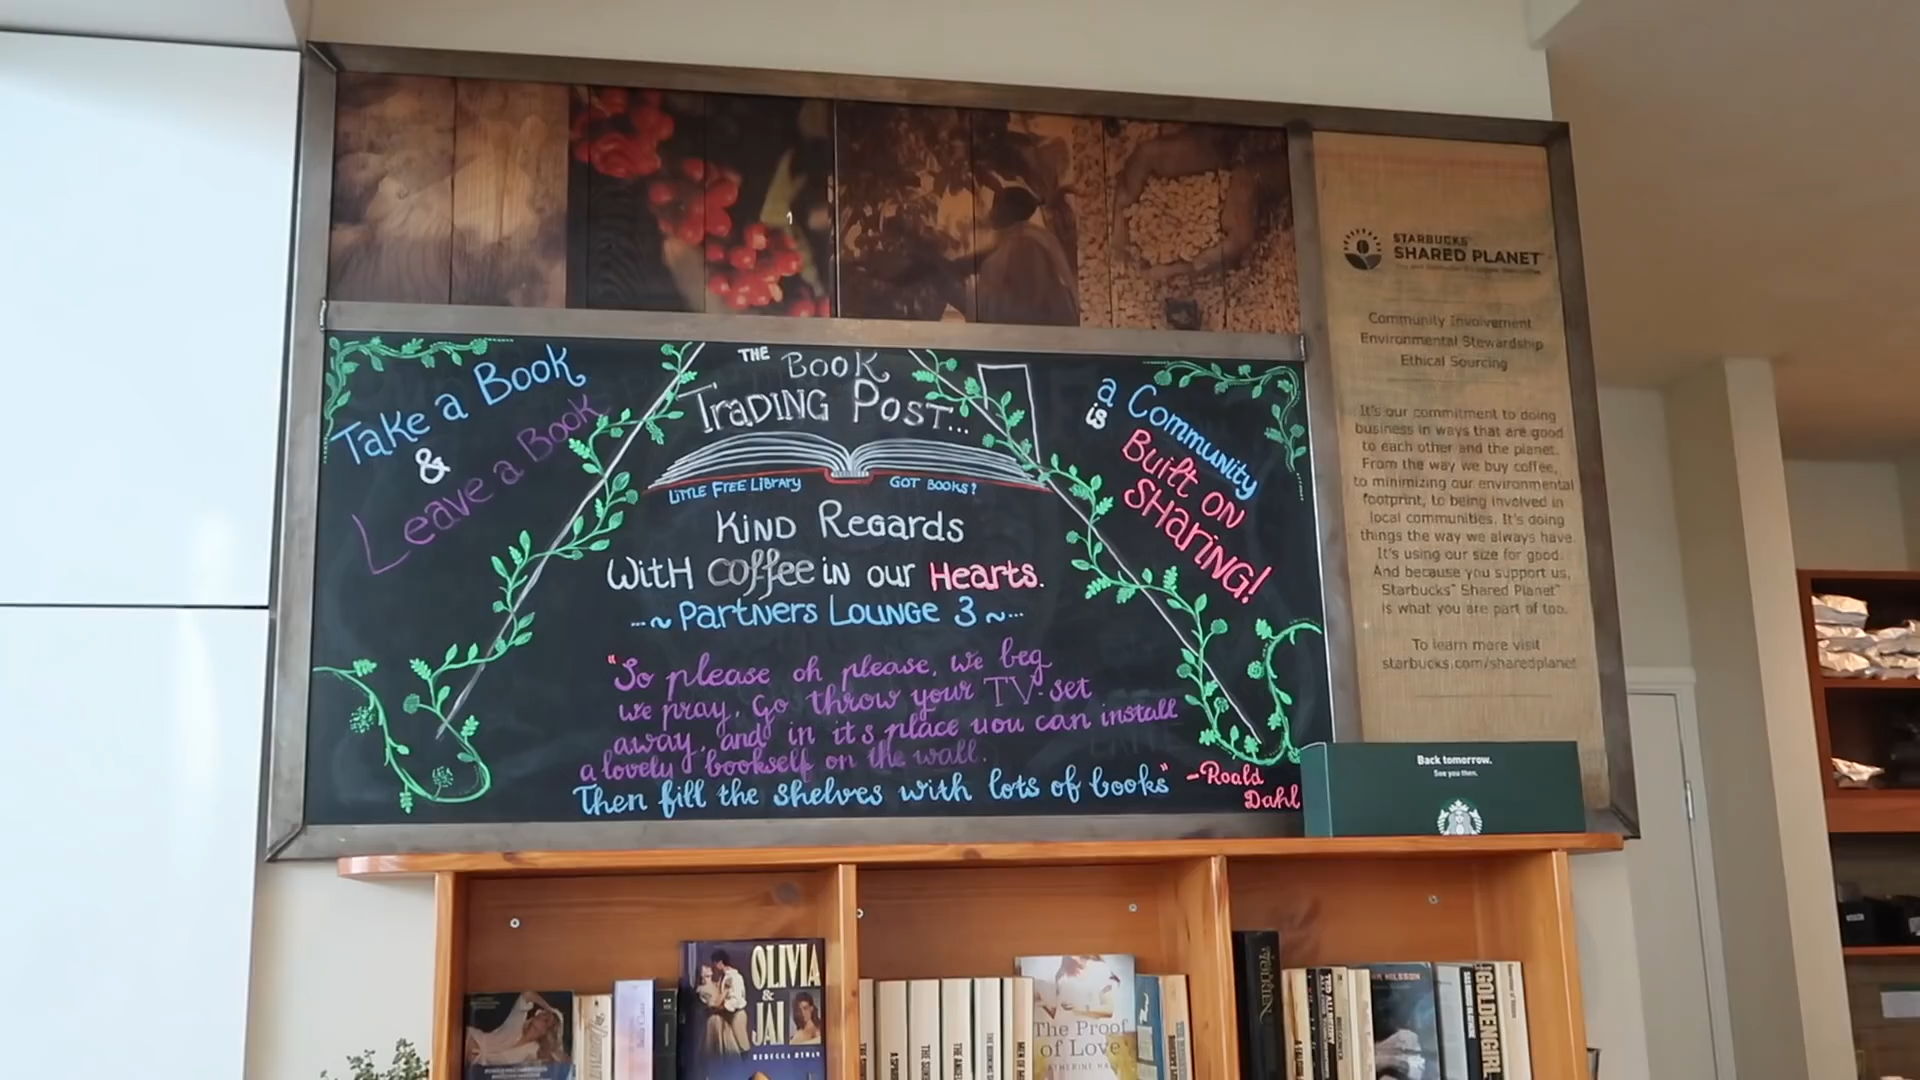 Take a Book
&
Leave a Book
THE BOOK
TRADING POST...
LITTLE FREE LIBRARY
GOT BOOKS?
KIND REGARDS
WITH coffee IN our Hearts.
...~ Partners LOUNGE 3 ~...
"So please oh please, we beg
we pray, Go throw your TV-set
away, and in it's place you can install
a lovely bookself on the wall.
Then fill the shelves with lots of books"
-Roald
Dahl
a Community
is
Built on
SHARING!
STARBUCKS
SHARED PLANET
Community Involvement
Environmental Stewardship
Ethical Sourcing
It's our commitment to doing
business in ways that are good
to each other and the planet.
From the way we buy coffee,
to minimizing our environmental
footprint, to being involved in
local communities. It's doing
things the way we always have.
It's using our size for good.
And because you support us,
Starbucks™ Shared Planet™
is what you are part of too.
To learn more visit
starbucks.com/sharedplanet
Back tomorrow.
See you then.
OLIVIA
& JAI
REBECCA RYMAN
The Proof
of Love
CATHERINE
GOLDENGIRL